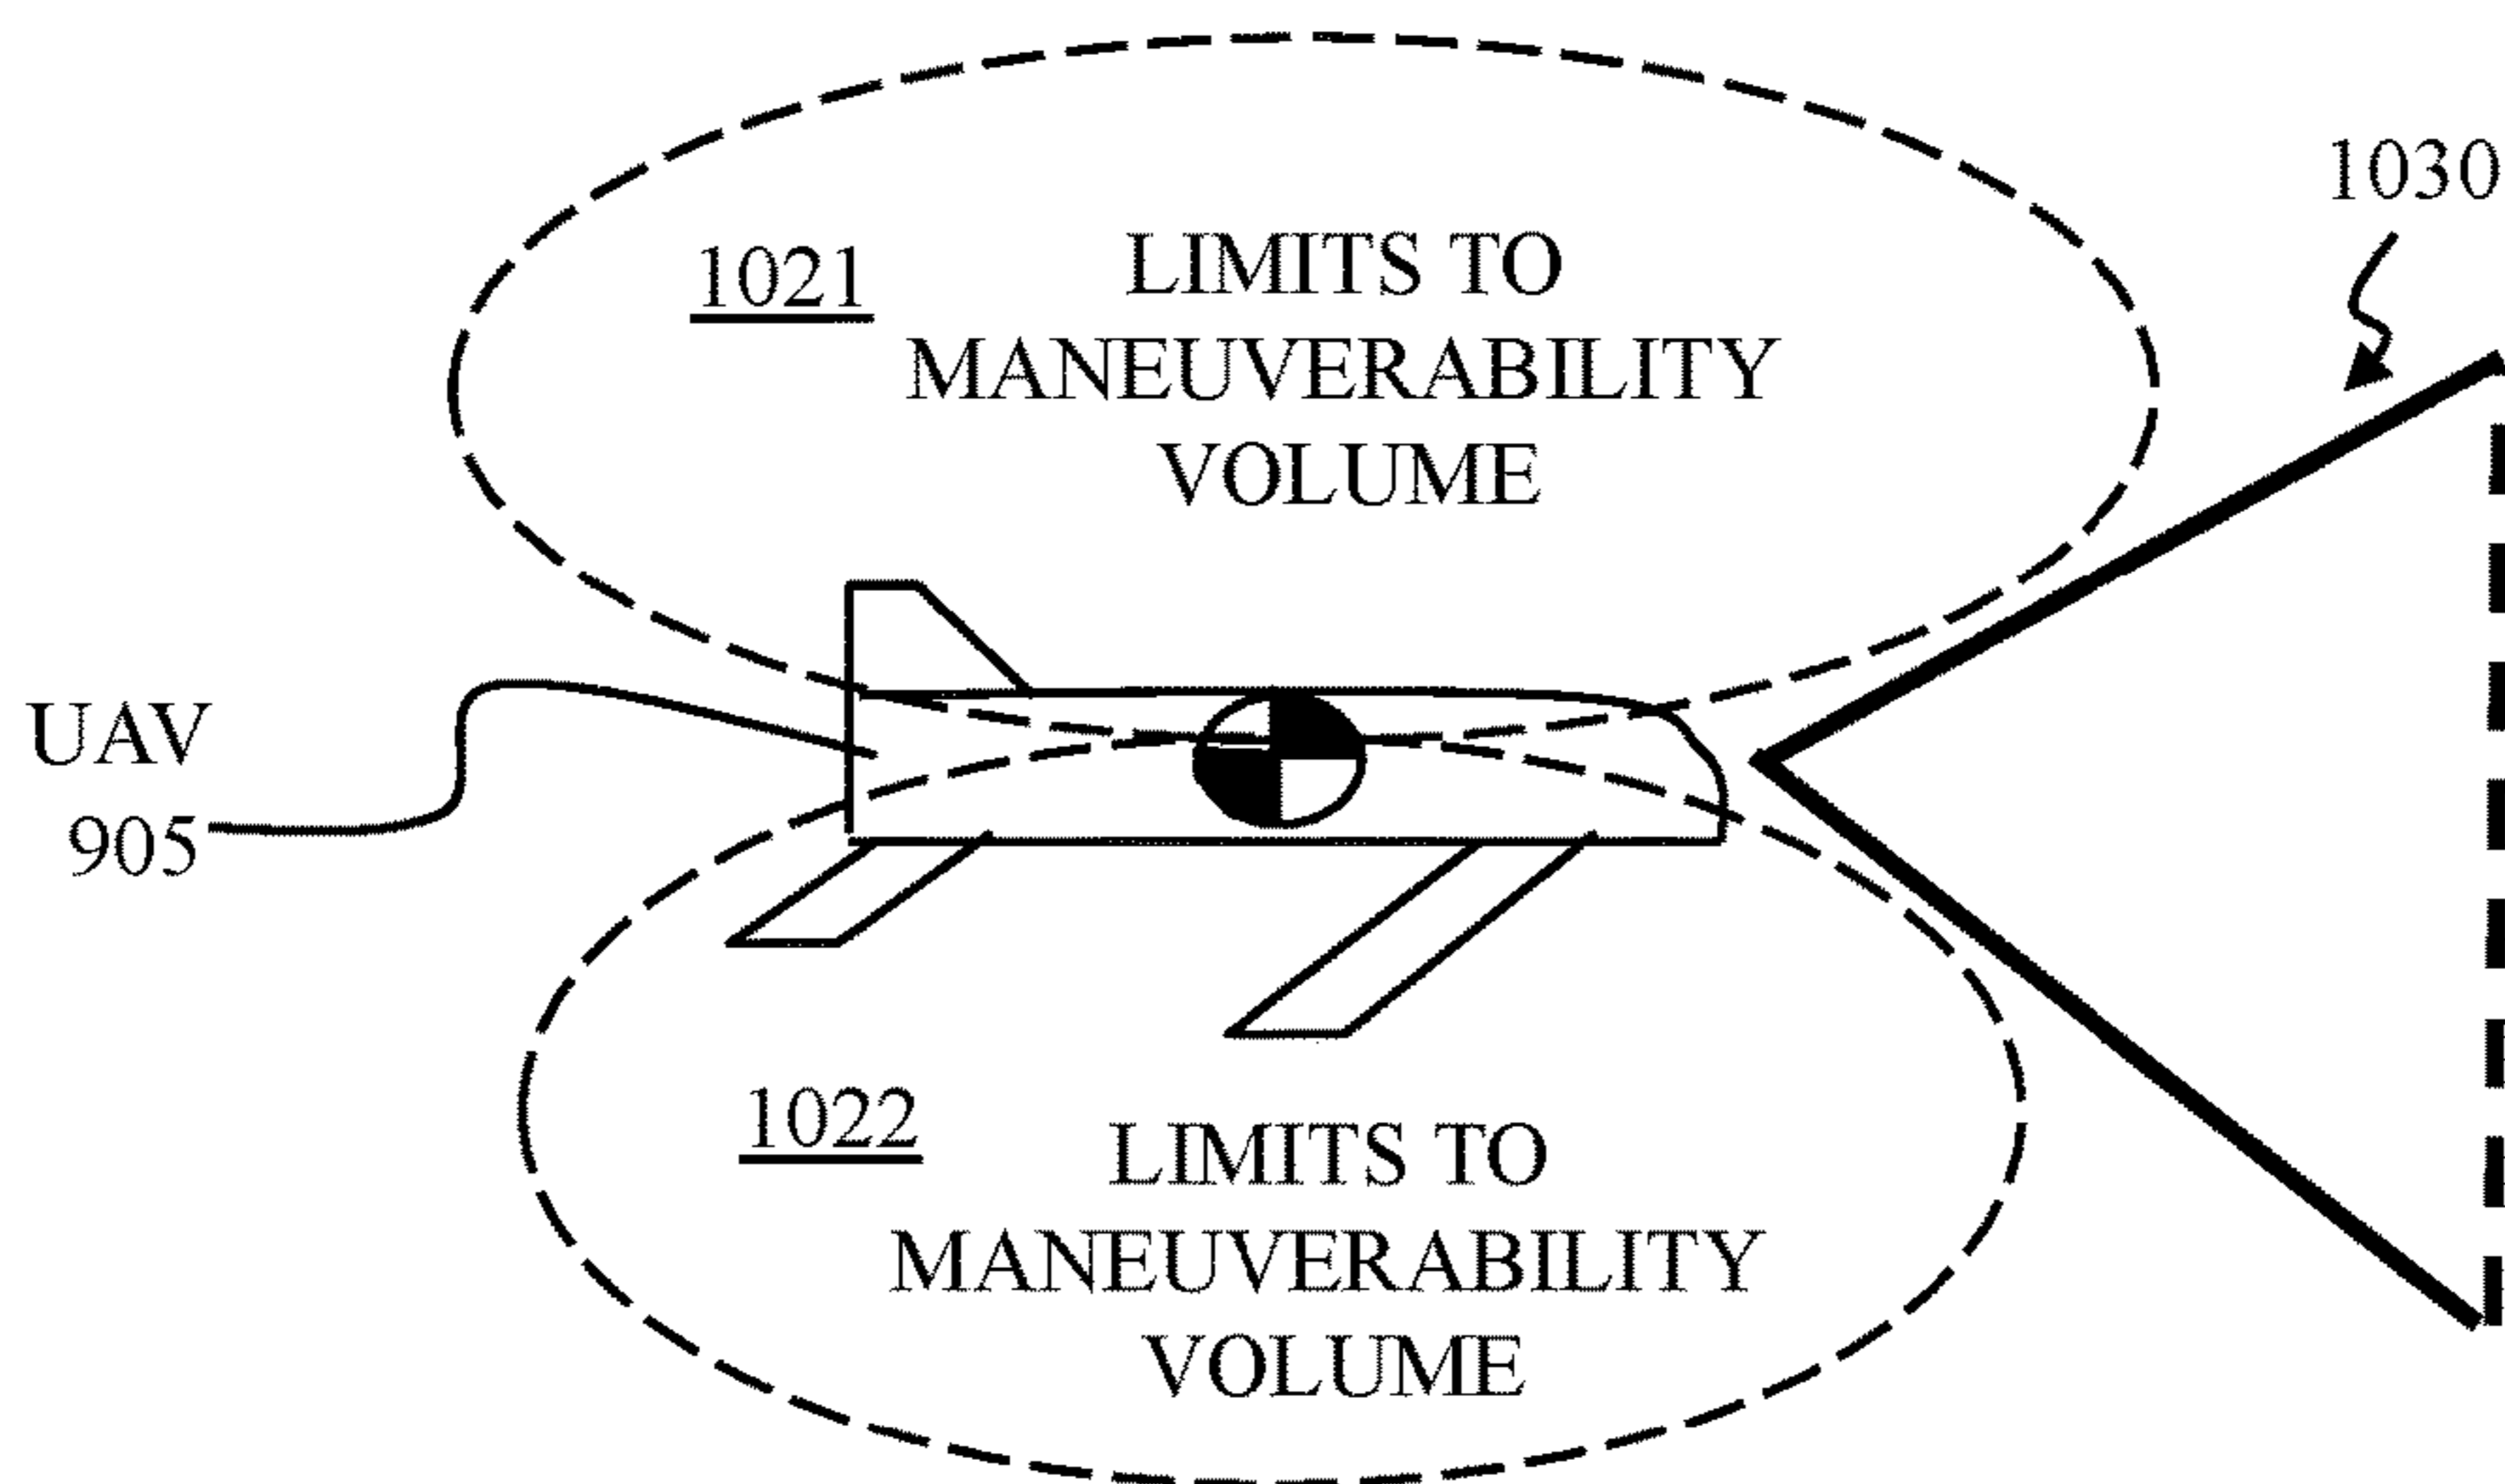 1030
1021
LIMITS TO
MANEUVERABILITY
VOLUME
UAV
905
1022
LIMITS TO
MANEUVERABILITY
VOLUME